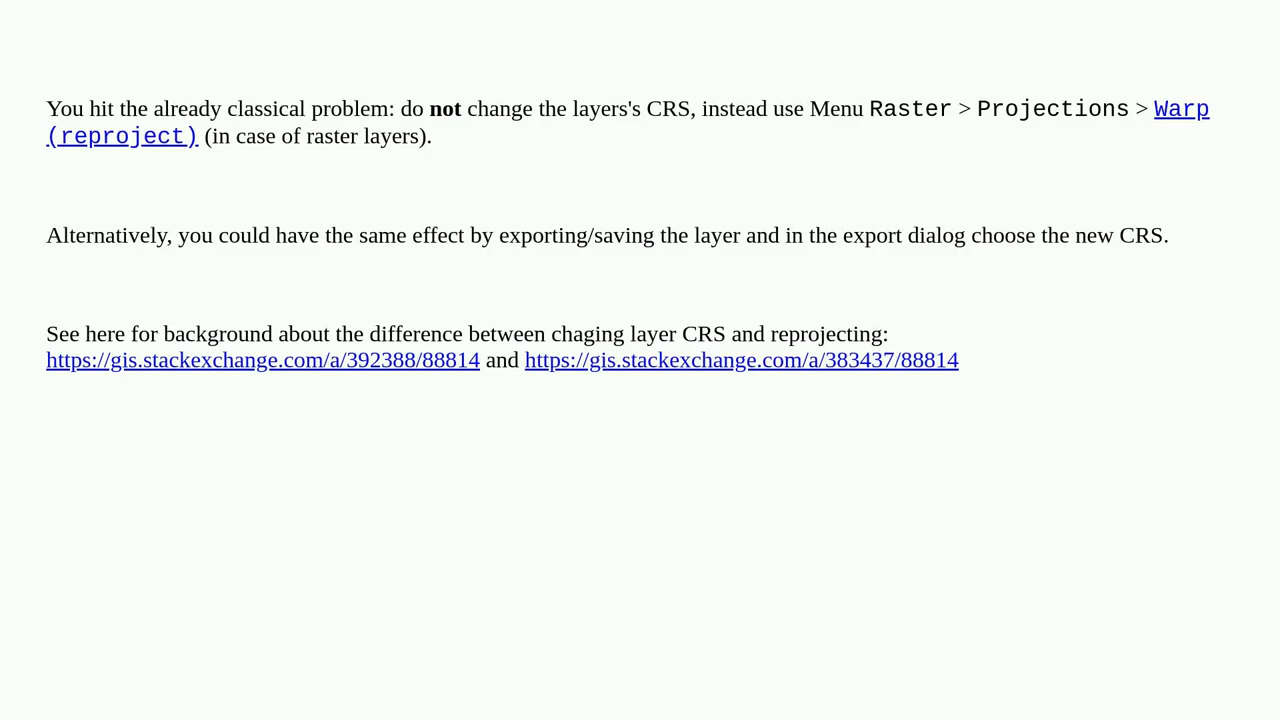 You hit the already classical problem: do not change the layers's CRS, instead use Menu Raster > Projections > Warp
(reproject) (in case of raster layers).
Alternatively, you could have the same effect by exporting/saving the layer and in the export dialog choose the new CRS.
See here for background about the difference between chaging layer CRS and reprojecting:
https://gis.stackexchange.com/a/392388/88814 and https://gis.stackexchange.com/a/383437/88814